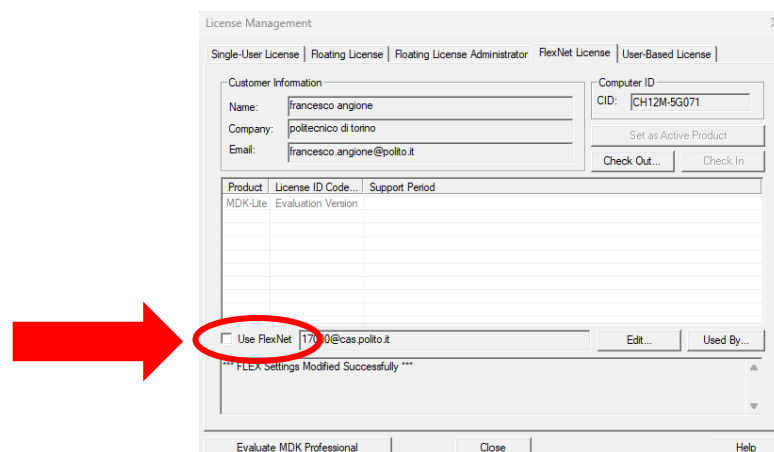 License Management
Single-User License | Floating License | Floating License Administrator FlexNet License | User-Based License |
Customer Information
Name: francesco angione
Company: politecnico di torino
Email: francesco.angione@polito.it
Computer ID
CID: CH12M-5G071
Set as Active Product
Check Out... Check In
Product License ID Code... Support Period
MDK-Lite Evaluation Version
Use FlexNet @cas.polito.it Edit... Used By...
*** FLEX Settings Modified Successfully ***
Evaluate MDK Professional Close Help